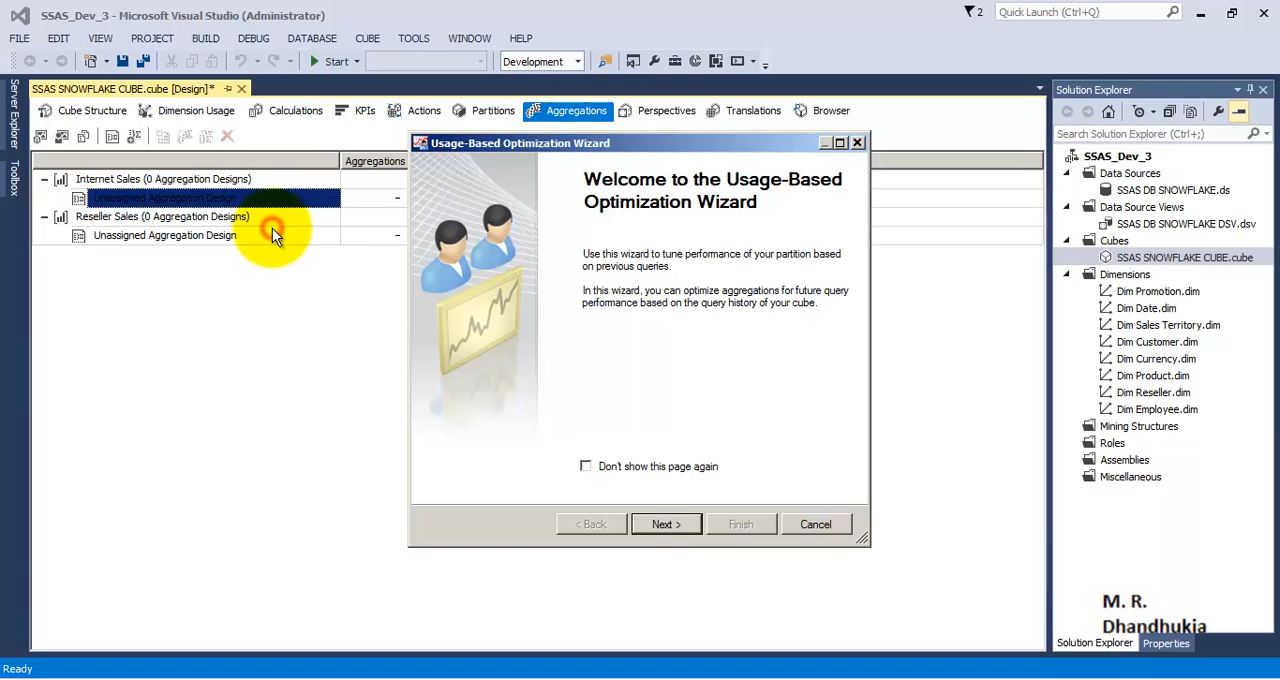 SSAS_Dev_3 - Microsoft Visual Studio (Administrator)
2
Quick Launch (Ctrl+Q)
FILE EDIT VIEW PROJECT BUILD DEBUG DATABASE CUBE TOOLS WINDOW HELP
Start Development
Server Explorer
Toolbox
SSAS SNOWFLAKE CUBE.cube [Design]*
Cube Structure Dimension Usage Calculations KPIs Actions Partitions Aggregations Perspectives Translations Browser
Aggregations
Internet Sales (0 Aggregation Designs)
Unassigned Aggregation Design -
Reseller Sales (0 Aggregation Designs)
Unassigned Aggregation Design -
Usage-Based Optimization Wizard
Welcome to the Usage-Based
Optimization Wizard
Use this wizard to tune performance of your partition based
on previous queries.
In this wizard, you can optimize aggregations for future query
performance based on the query history of your cube.
Don't show this page again
< Back Next > Finish Cancel
Solution Explorer
Search Solution Explorer (Ctrl+;)
SSAS_Dev_3
Data Sources
SSAS DB SNOWFLAKE.ds
Data Source Views
SSAS DB SNOWFLAKE DSV.dsv
Cubes
SSAS SNOWFLAKE CUBE.cube
Dimensions
Dim Promotion.dim
Dim Date.dim
Dim Sales Territory.dim
Dim Customer.dim
Dim Currency.dim
Dim Product.dim
Dim Reseller.dim
Dim Employee.dim
Mining Structures
Roles
Assemblies
Miscellaneous
M. R.
Dhandhukia
Solution Explorer Properties
Ready